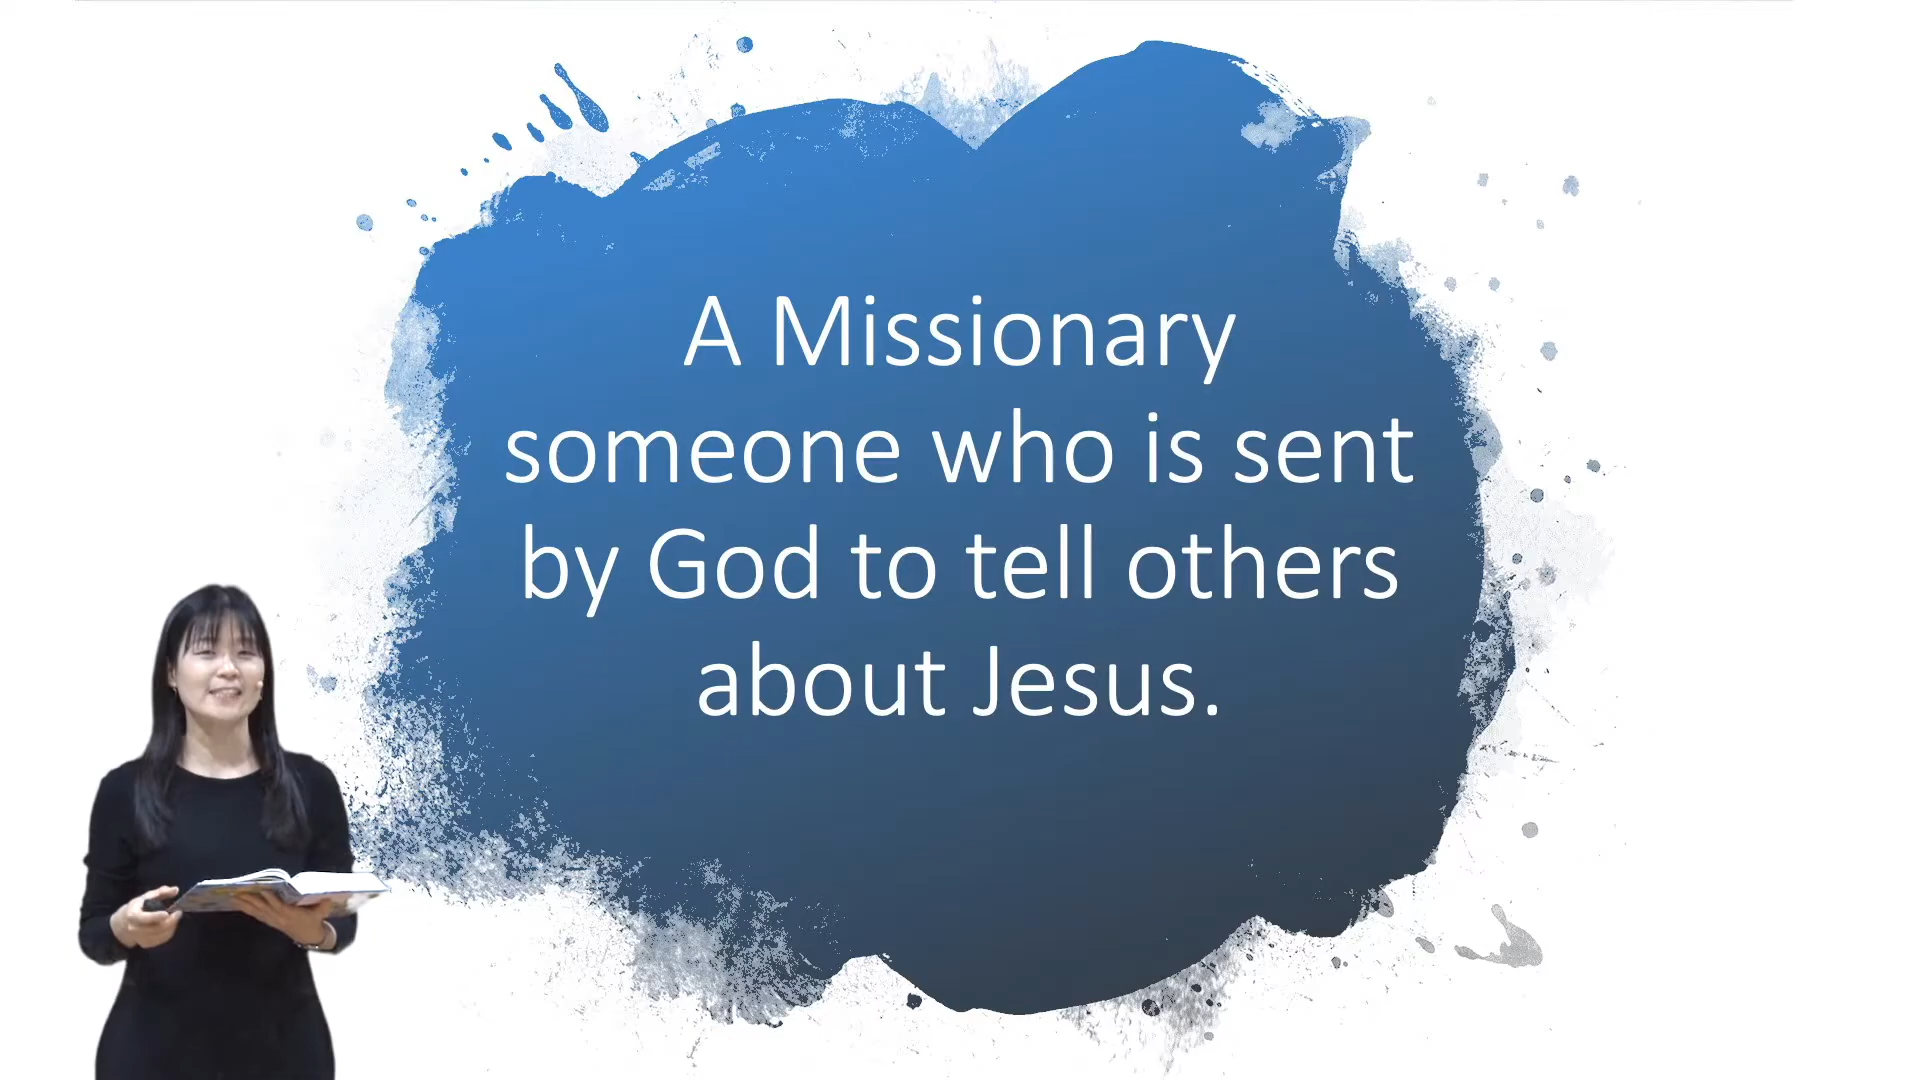 A Missionary
someone who is sent
by God to tell others
about Jesus.